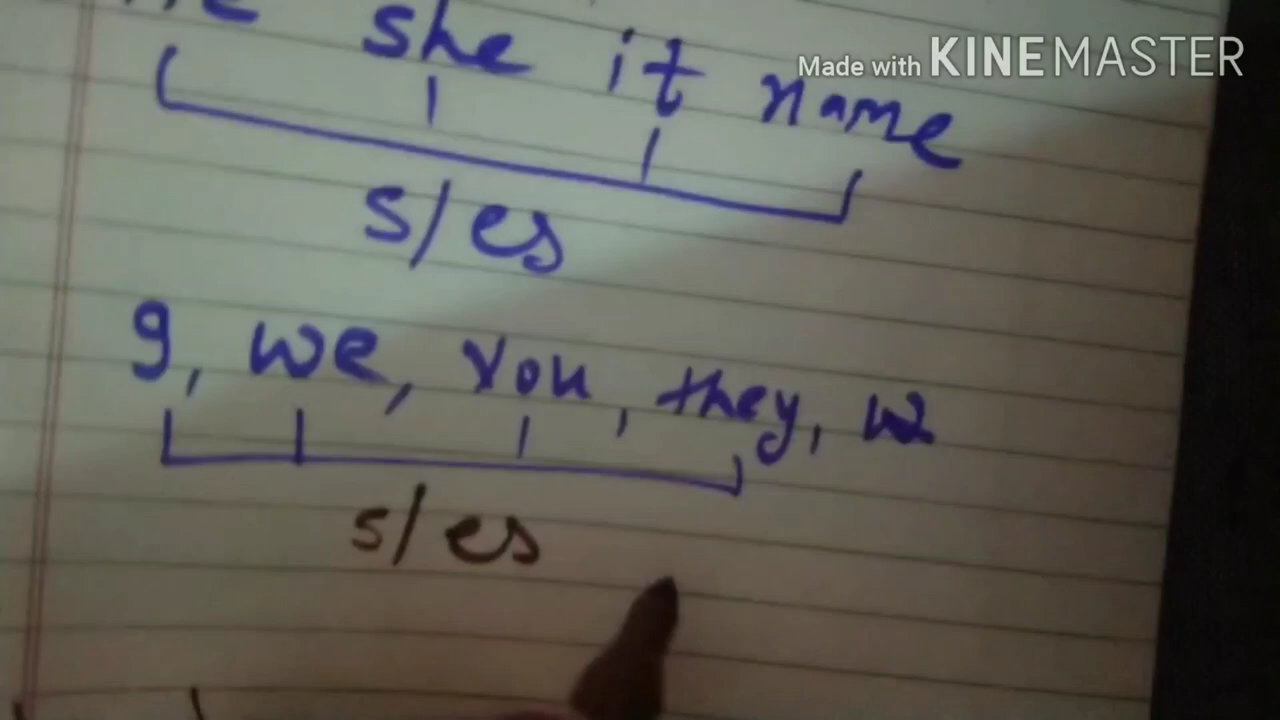 she it name
Made with KINEMASTER
s/es
I, we, you, they,
s/es